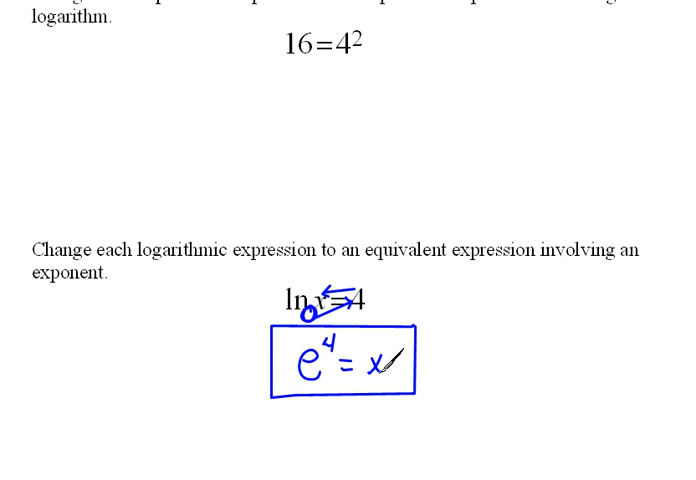 logarithm.
16=4²
Change each logarithmic expression to an equivalent expression involving an
exponent.
ln x=4
e⁴ = x